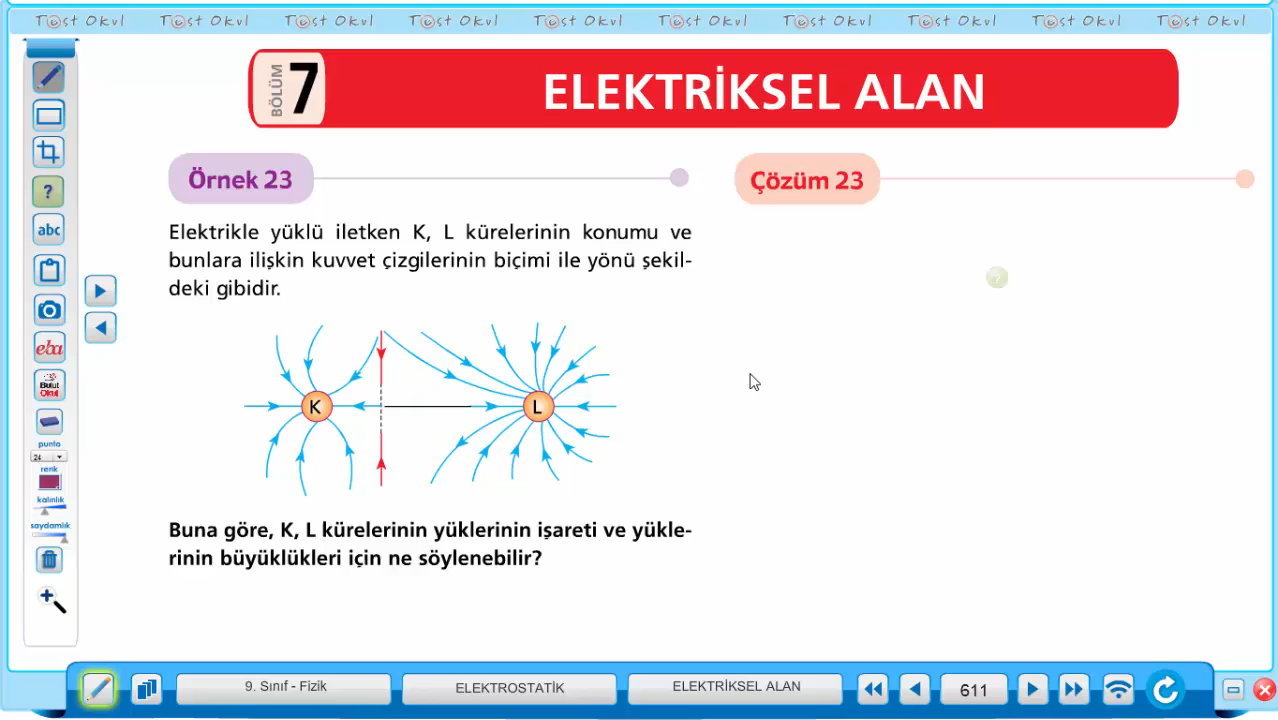 Test Okul Test Okul Test Okul Test Okul Test Okul Test Okul Test Okul Test Okul Test Okul Test Okul
BÖLÜM 7
ELEKTRİKSEL ALAN
Örnek 23
Elektrikle yüklü iletken K, L kürelerinin konumu ve
bunlara ilişkin kuvvet çizgilerinin biçimi ile yönü şekil-
deki gibidir.
K
L
Buna göre, K, L kürelerinin yüklerinin işareti ve yükle-
rinin büyüklükleri için ne söylenebilir?
Çözüm 23
?
?
abc
eba
Bulut
Okul
punto
24
renk
kalınlık
saydamlık
9. Sınıf - Fizik
ELEKTROSTATİK
ELEKTRİKSEL ALAN
611